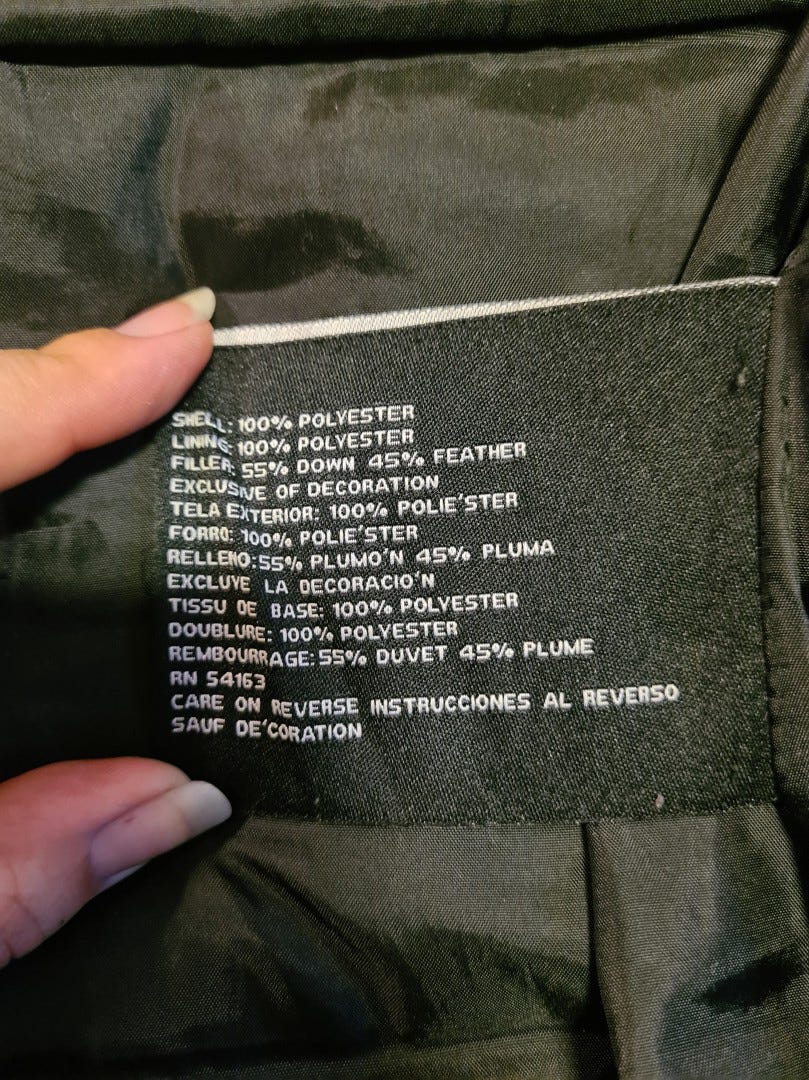 SHELL: 100% POLYESTER
LINING: 100% POLYESTER
FILLER: 55% DOWN 45% FEATHER
EXCLUSIVE OF DECORATION
TELA EXTERIOR: 100% POLIE'STER
FORRO: 100% POLIE'STER
RELLENO:55% PLUMO'N 45% PLUMA
EXCLUYE LA DECORACIO'N
TISSU DE BASE: 100% POLYESTER
DOUBLURE: 100% POLYESTER
REMBOURRAGE:55% DUVET 45% PLUME
RN 54163
CARE ON REVERSE INSTRUCCIONES AL REVERSO
SAUF DE'CORATION